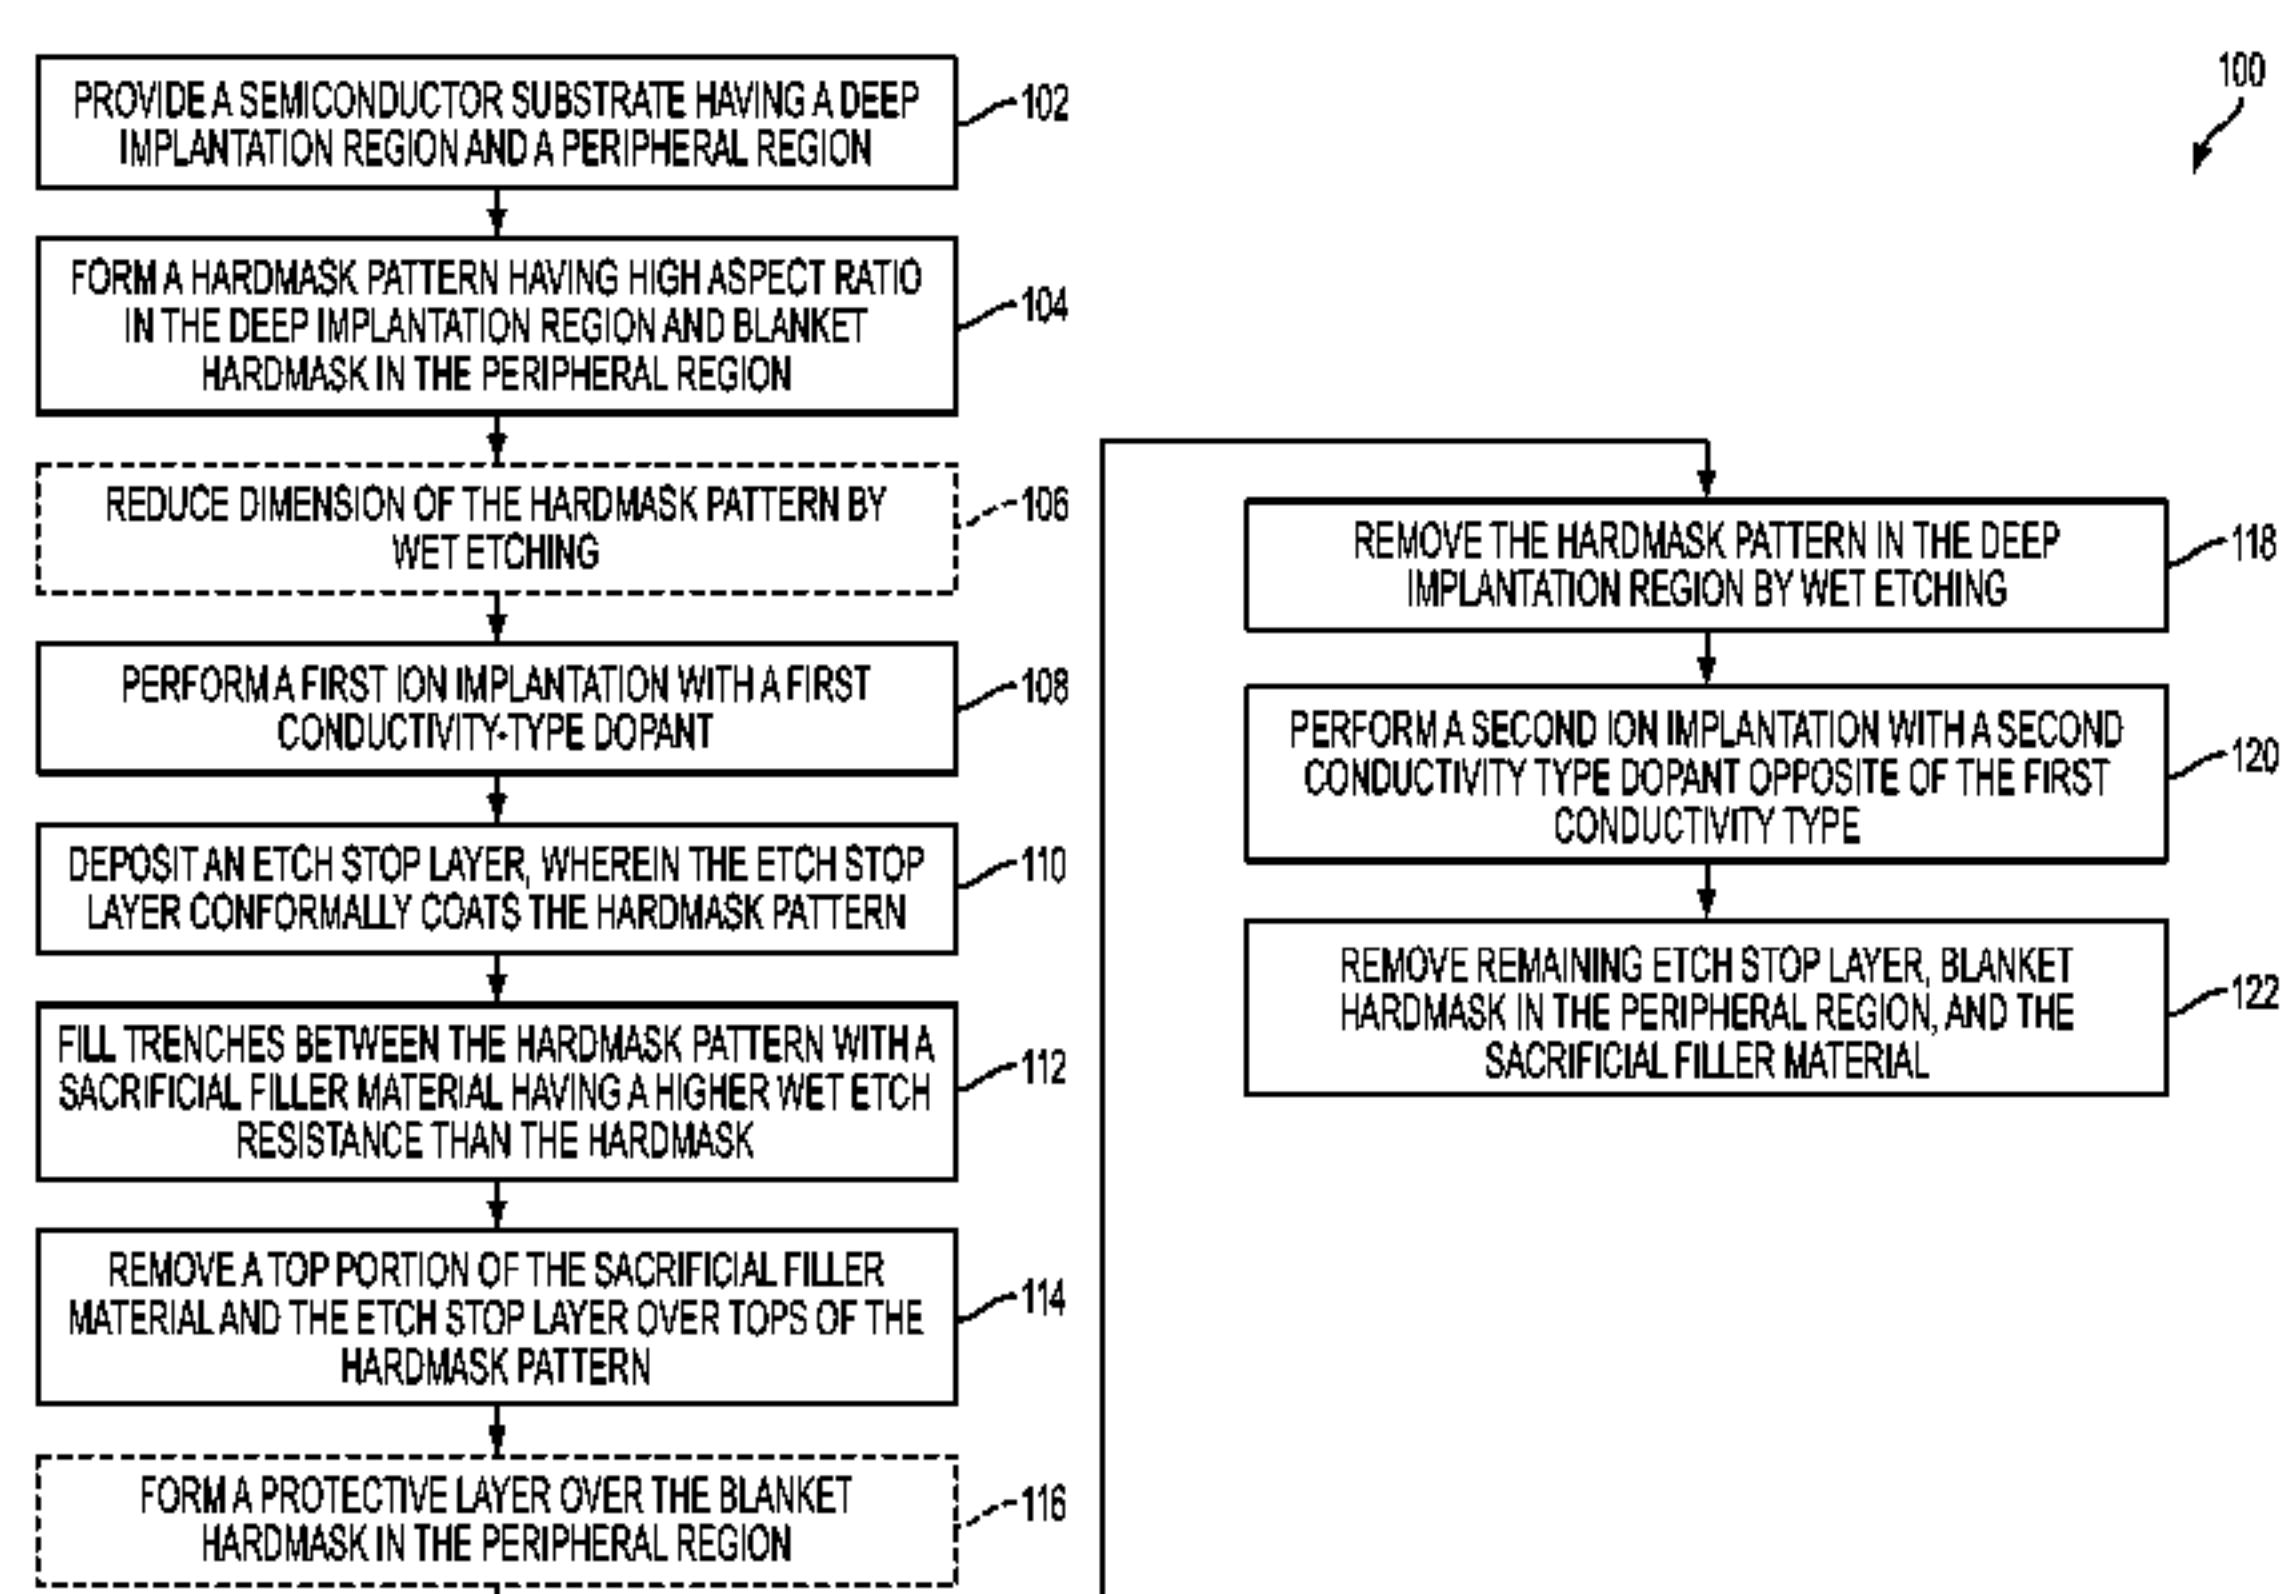 100
PROVIDE A SEMICONDUCTOR SUBSTRATE HAVING A DEEP
IMPLANTATION REGION AND A PERIPHERAL REGION
102
FORM A HARDMASK PATTERN HAVING HIGH ASPECT RATIO
IN THE DEEP IMPLANTATION REGION AND BLANKET
HARDMASK IN THE PERIPHERAL REGION
104
REDUCE DIMENSION OF THE HARDMASK PATTERN BY
WET ETCHING
106
PERFORM A FIRST ION IMPLANTATION WITH A FIRST
CONDUCTIVITY-TYPE DOPANT
108
DEPOSIT AN ETCH STOP LAYER, WHEREIN THE ETCH STOP
LAYER CONFORMALLY COATS THE HARDMASK PATTERN
110
FILL TRENCHES BETWEEN THE HARDMASK PATTERN WITH A
SACRIFICIAL FILLER MATERIAL HAVING A HIGHER WET ETCH
RESISTANCE THAN THE HARDMASK
112
REMOVE A TOP PORTION OF THE SACRIFICIAL FILLER
MATERIAL AND THE ETCH STOP LAYER OVER TOPS OF THE
HARDMASK PATTERN
114
FORM A PROTECTIVE LAYER OVER THE BLANKET
HARDMASK IN THE PERIPHERAL REGION
116
REMOVE THE HARDMASK PATTERN IN THE DEEP
IMPLANTATION REGION BY WET ETCHING
118
PERFORM A SECOND ION IMPLANTATION WITH A SECOND
CONDUCTIVITY TYPE DOPANT OPPOSITE OF THE FIRST
CONDUCTIVITY TYPE
120
REMOVE REMAINING ETCH STOP LAYER, BLANKET
HARDMASK IN THE PERIPHERAL REGION, AND THE
SACRIFICIAL FILLER MATERIAL
122